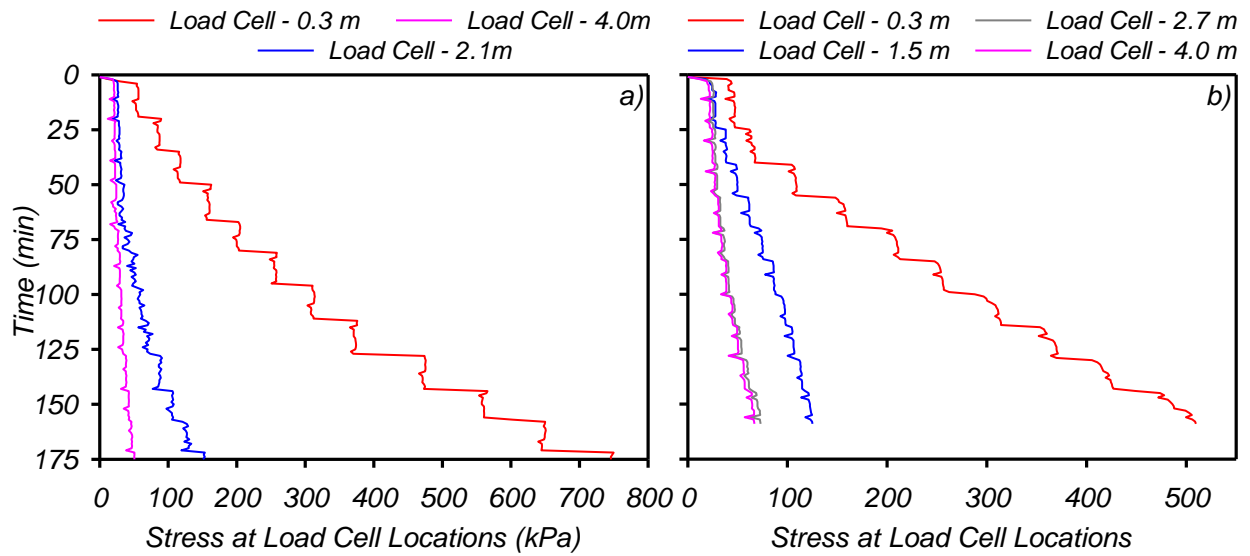 Load Cell - 0.3 m
Load Cell - 4.0m
Load Cell - 2.1m
Load Cell - 0.3 m
Load Cell - 2.7 m
Load Cell - 1.5 m
Load Cell - 4.0 m
Time (min)
0
25
50
75
100
125
150
175
a)
0 100 200 300 400 500 600 700 800
Stress at Load Cell Locations (kPa)
b)
0 100 200 300 400 500
Stress at Load Cell Locations